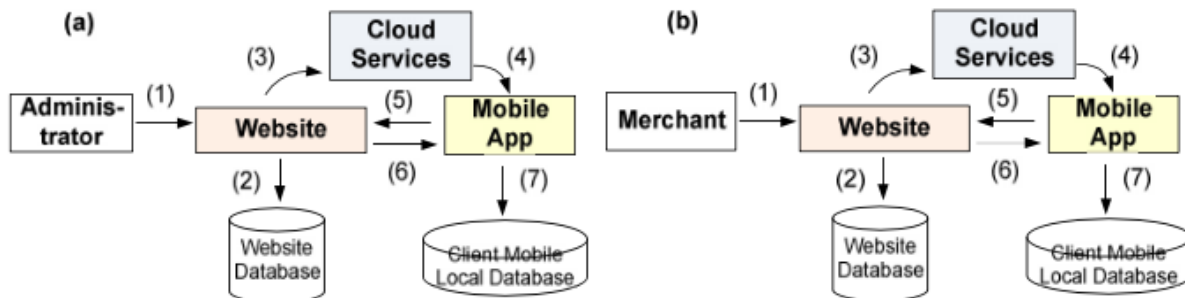 (a)
Cloud
Services
(3)
(4)
(1)
Adminis-
trator
Website
(5)
Mobile
App
(6)
(2)
(7)
Website
Database
Client Mobile
Local Database
(b)
Cloud
Services
(3)
(4)
(1)
Merchant
Website
(5)
Mobile
App
(6)
(2)
(7)
Website
Database
Client Mobile
Local Database